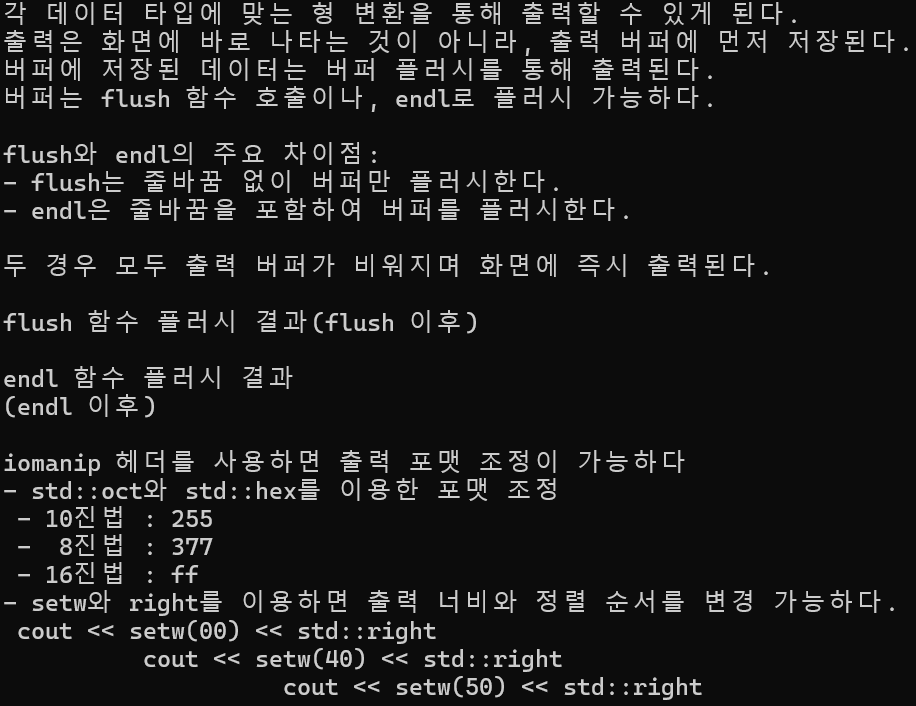 각 데이터 타입에 맞는 형 변환을 통해 출력할 수 있게 된다.
출력은 화면에 바로 나타는 것이 아니라, 출력 버퍼에 먼저 저장된다.
버퍼에 저장된 데이터는 버퍼 플러시를 통해 출력된다.
버퍼는 flush 함수 호출이나, endl로 플러시 가능하다.

flush와 endl의 주요 차이점:
- flush는 줄바꿈 없이 버퍼만 플러시한다.
- endl은 줄바꿈을 포함하여 버퍼를 플러시한다.

두 경우 모두 출력 버퍼가 비워지며 화면에 즉시 출력된다.

flush 함수 플러시 결과(flush 이후)

endl 함수 플러시 결과
(endl 이후)

iomanip 헤더를 사용하면 출력 포맷 조정이 가능하다
- std::oct와 std::hex를 이용한 포맷 조정
 - 10진법 : 255
 -  8진법 : 377
 - 16진법 : ff
- setw와 right를 이용하면 출력 너비와 정렬 순서를 변경 가능하다.
 cout << setw(00) << std::right
          cout << setw(40) << std::right
                    cout << setw(50) << std::right